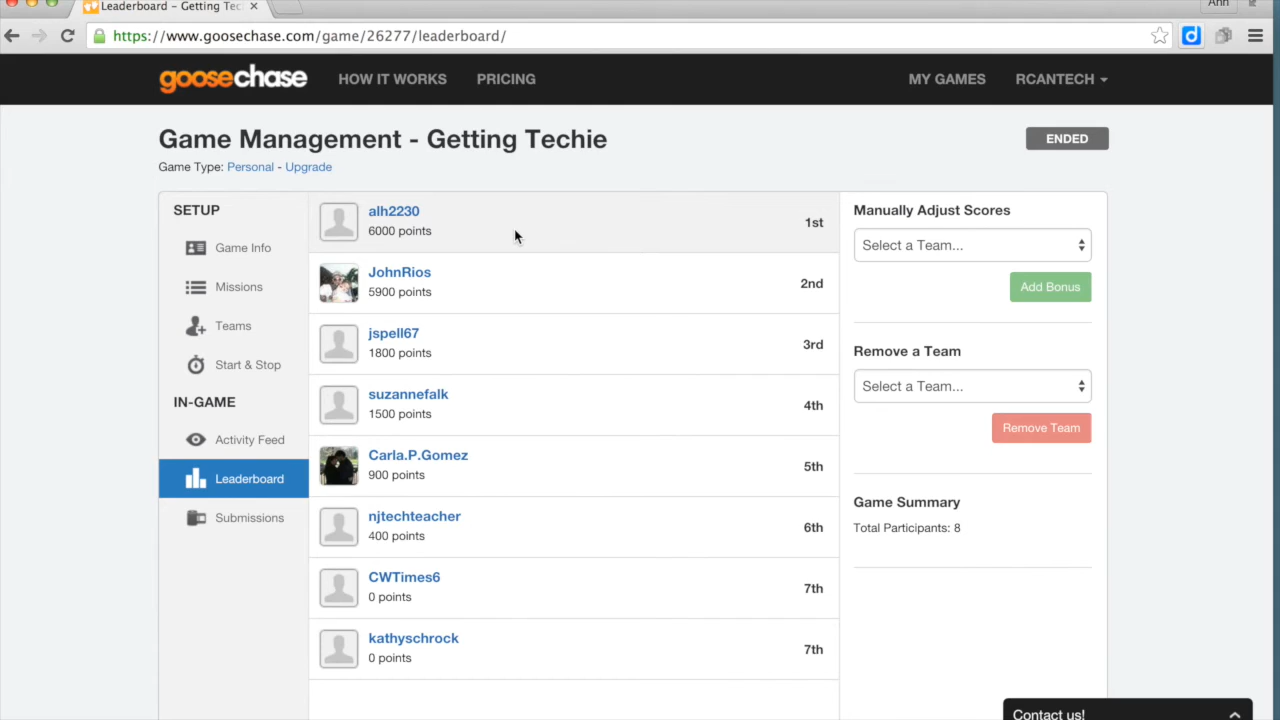 Leaderboard - Getting Tec
Ann
https://www.goosechase.com/game/26277/leaderboard/
goosechase HOW IT WORKS PRICING MY GAMES RCANTECH
Game Management - Getting Techie ENDED
Game Type: Personal - Upgrade
SETUP
Game Info
Missions
Teams
Start & Stop
IN-GAME
Activity Feed
Leaderboard
Submissions
alh2230
6000 points
1st
JohnRios
5900 points
2nd
jspell67
1800 points
3rd
suzannefalk
1500 points
4th
Carla.P.Gomez
900 points
5th
njtechteacher
400 points
6th
CWTimes6
0 points
7th
kathyschrock
0 points
7th
Manually Adjust Scores
Select a Team...
Add Bonus
Remove a Team
Select a Team...
Remove Team
Game Summary
Total Participants: 8
Contact us!